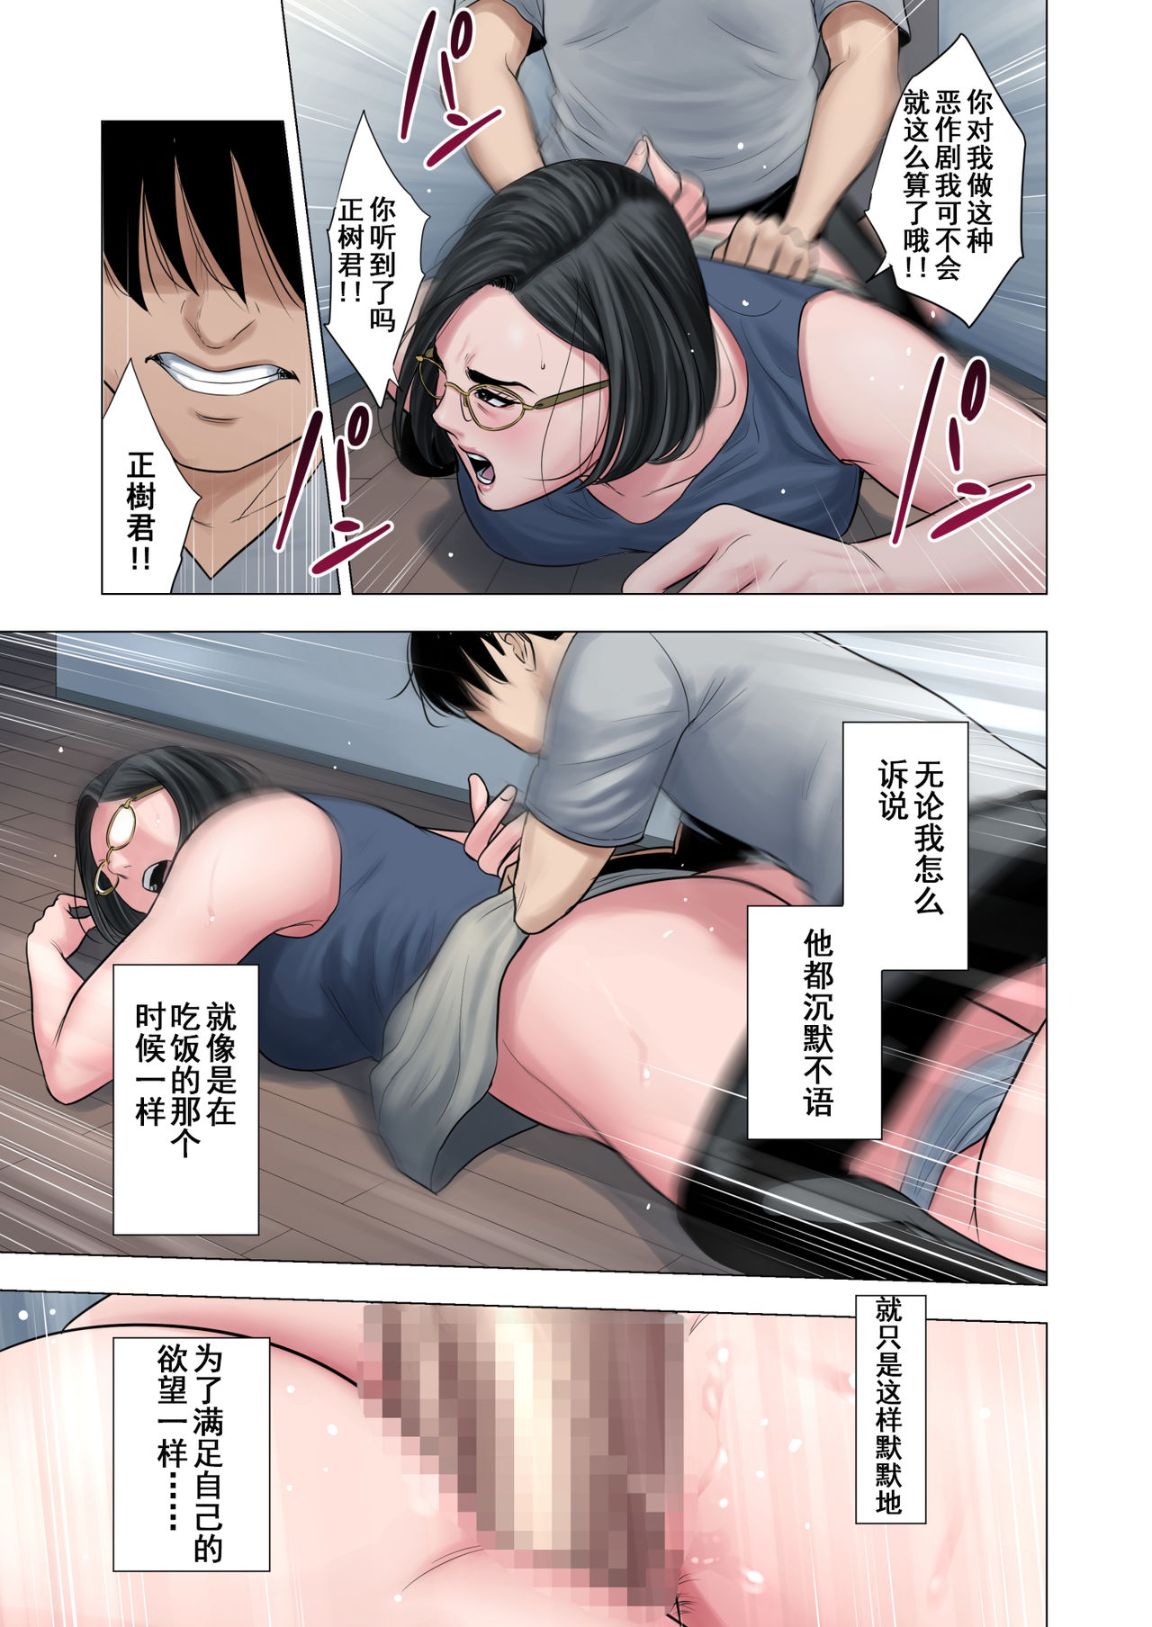 你对我做这种
恶作剧我可不会
就这么算了哦!!
パン
パン
你听到了吗
正树君!!
パン
パン
正樹君!!
无论我怎么
诉说
他都沉默不语
就像是在
吃饭的那个
时候一样
就只是这样默默地
为了满足自己的
欲望一样……